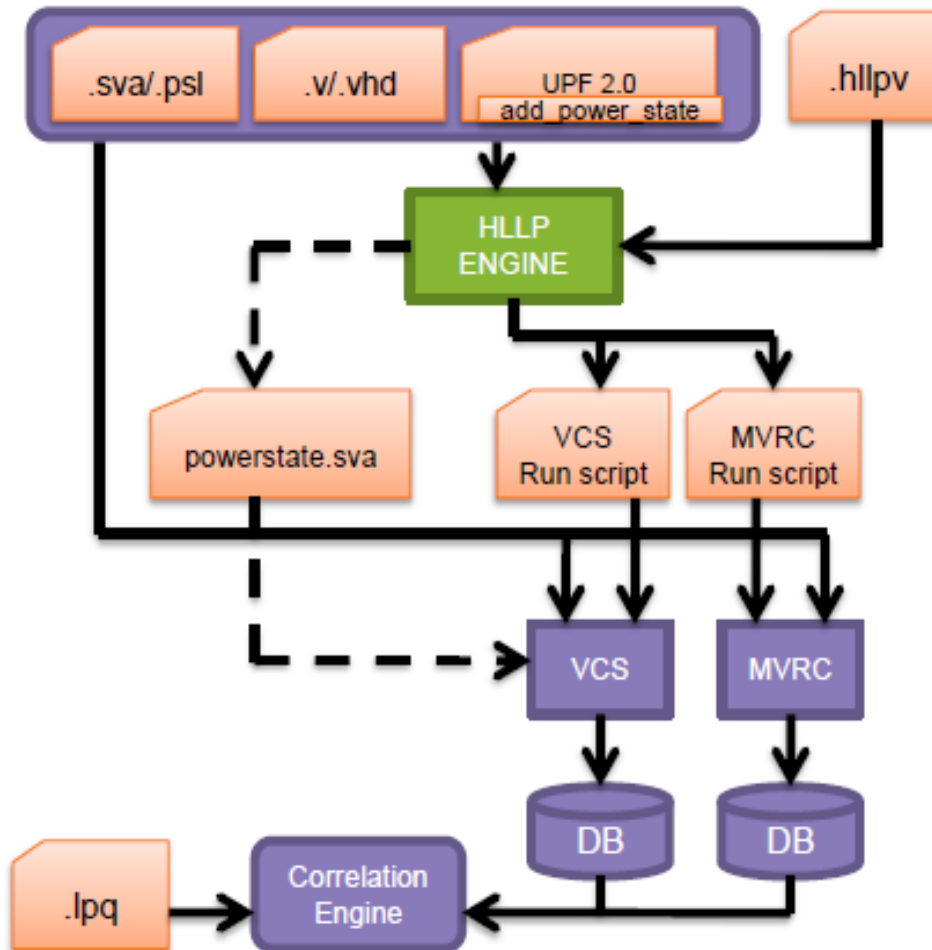 .sva/.psl
.v/.vhd
UPF 2.0
add_power_state
.hllpv
HLLP
ENGINE
powerstate.sva
VCS
Run script
MVRC
Run script
VCS
MVRC
DB
DB
.lpq
Correlation
Engine